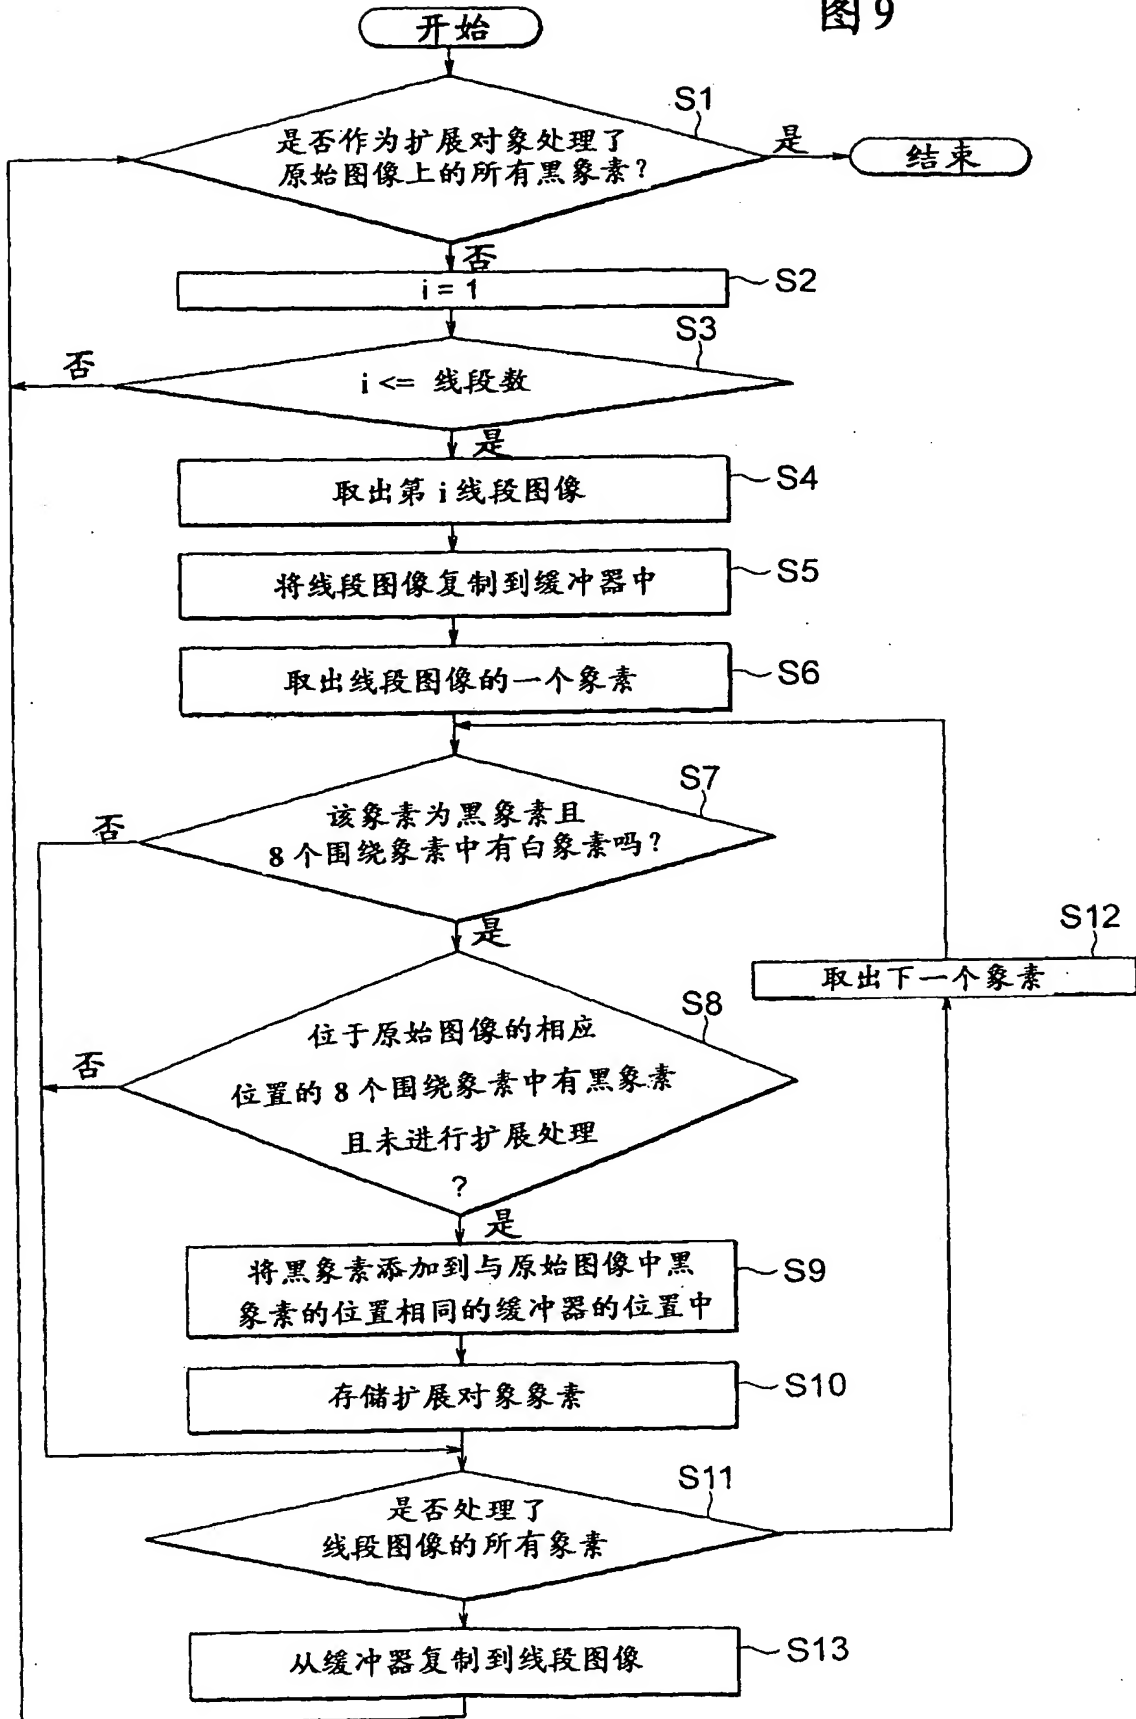 图9
开始
S1
是否作为扩展对象处理了
原始图像上的所有黑象素?
是
结束
否
i = 1
S2
S3
否
i <= 线段数
是
取出第 i 线段图像
S4
将线段图像复制到缓冲器中
S5
取出线段图像的一个象素
S6
S7
否
该象素为黑象素且
8 个围绕象素中有白象素吗?
是
S12
取出下一个象素
S8
否
位于原始图像的相应
位置的 8 个围绕象素中有黑象素
且未进行扩展处理
?
是
将黑象素添加到与原始图像中黑
象素的位置相同的缓冲器的位置中
S9
存储扩展对象象素
S10
S11
是否处理了
线段图像的所有象素
从缓冲器复制到线段图像
S13